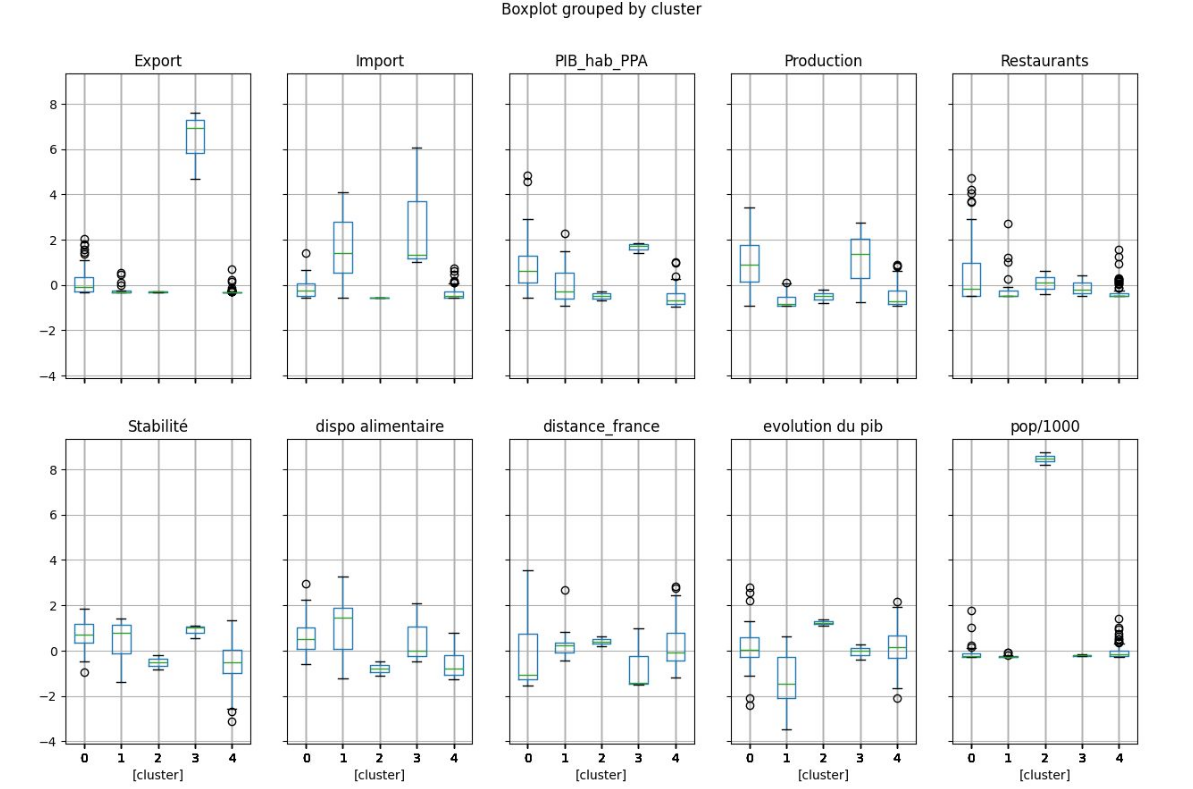 Boxplot grouped by cluster
Export Import PIB_hab_PPA Production Restaurants
8
6
4
2
0
−2
−4
Stabilité dispo alimentaire distance_france evolution du pib pop/1000
8
6
4
2
0
−2
−4
0 1 2 3 4 0 1 2 3 4 0 1 2 3 4 0 1 2 3 4 0 1 2 3 4
[cluster] [cluster] [cluster] [cluster] [cluster]